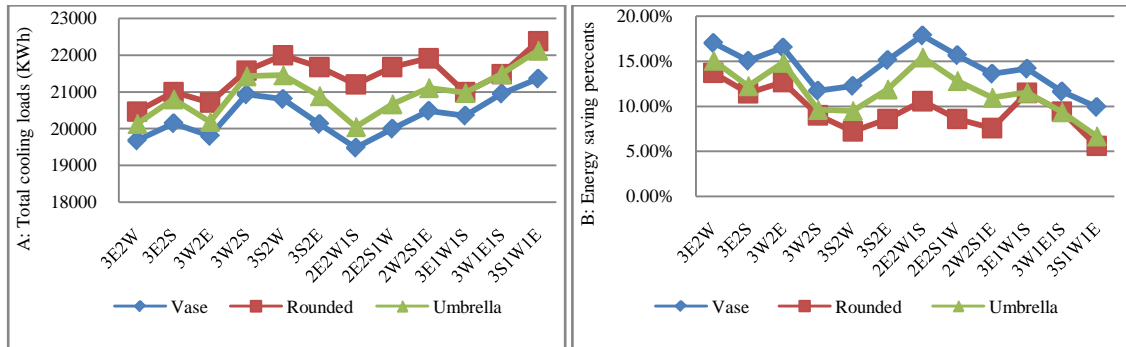 A: Total cooling loads (KWh)
23000
22000
21000
20000
19000
18000
3E2W
3E2S
3W2E
3W2S
3S2W
3S2E
2E2W1S
2E2S1W
2W2S1E
3E1W1S
3W1E1S
3S1W1E
Vase
Rounded
Umbrella
B: Energy saving perecents
20.00%
15.00%
10.00%
5.00%
0.00%
3E2W
3E2S
3W2E
3W2S
3S2W
3S2E
2E2W1S
2E2S1W
2W2S1E
3E1W1S
3W1E1S
3S1W1E
Vase
Rounded
Umbrella